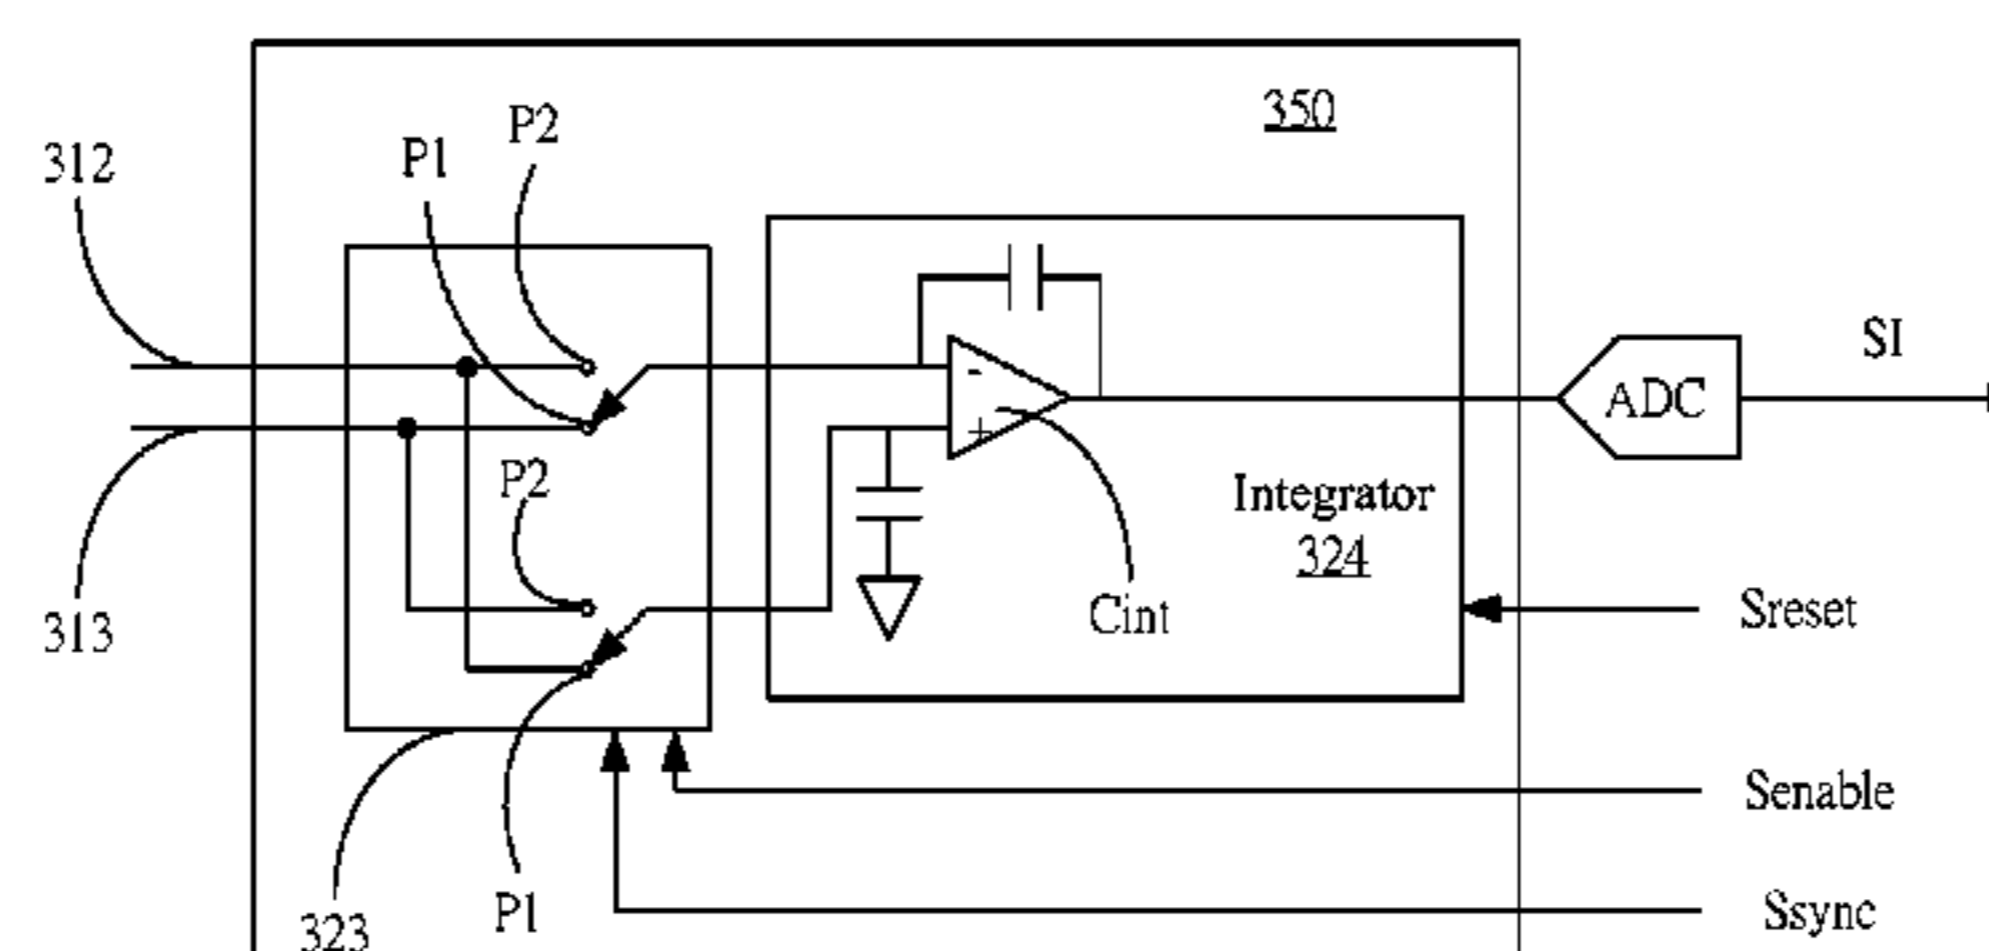 350
P2
P1
312
SI
ADC
-
+
P2
Integrator
324
Cint
Sreset
313
Senable
P1
Ssync
323